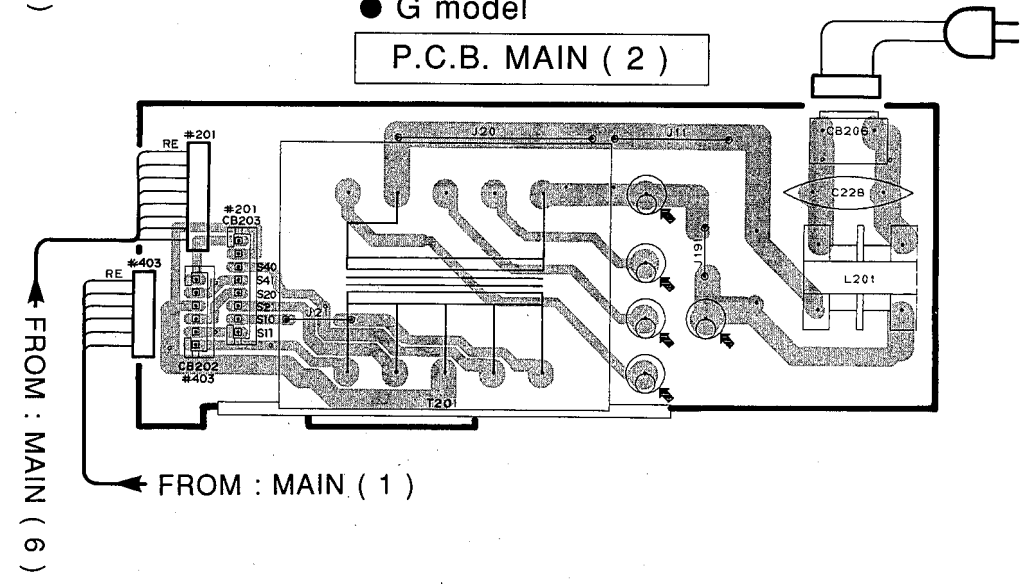 ● G model
P.C.B. MAIN ( 2 )
#201
RE
J20
J11
CB206
C228
#201
CB203
#403
RE
S40
S41
S20
S21
S10
S11
J21
J19
L201
CB202
#403
T201
FROM : MAIN ( 6 )
FROM : MAIN ( 1 )